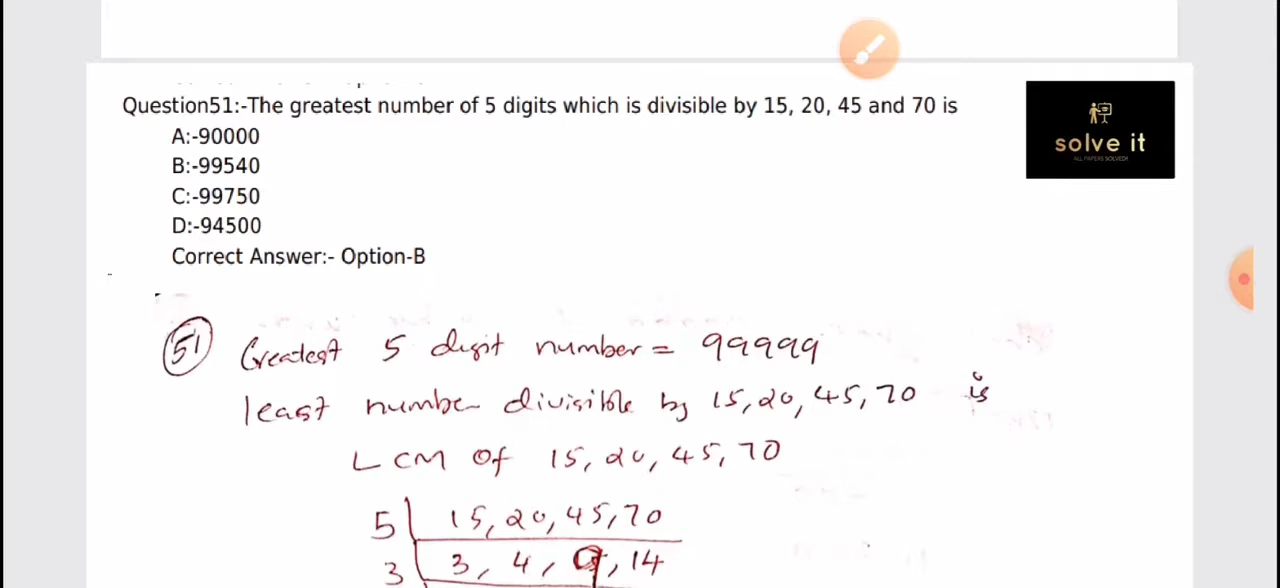 Question51:-The greatest number of 5 digits which is divisible by 15, 20, 45 and 70 is
A:-90000
B:-99540
C:-99750
D:-94500
Correct Answer:- Option-B
solve it
ALL PAPERS SOLVED!
51 Greatest 5 digit number = 99999
least number divisible by 15, 20, 45, 70 is
LCM of 15, 20, 45, 70
5 15, 20, 45, 70
3 3, 4, 9, 14